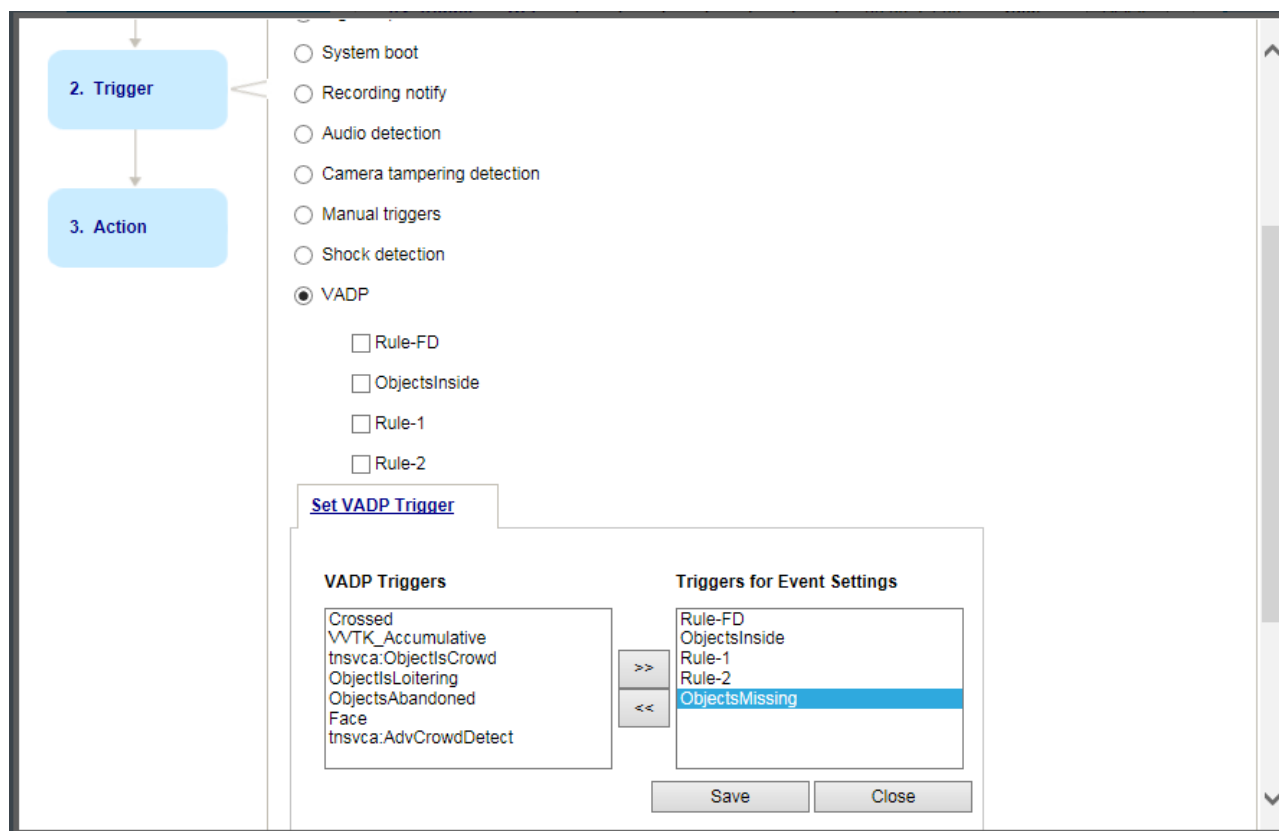 System boot
2. Trigger
Recording notify
Audio detection
Camera tampering detection
3. Action
Manual triggers
Shock detection
VADP
Rule-FD
ObjectsInside
Rule-1
Rule-2
Set VADP Trigger
VADP Triggers
Crossed
VVTK_Accumulative
tnsvca:ObjectIsCrowd
ObjectIsLoitering
ObjectsAbandoned
Face
tnsvca:AdvCrowdDetect
>>
<<
Triggers for Event Settings
Rule-FD
ObjectsInside
Rule-1
Rule-2
ObjectsMissing
Save
Close